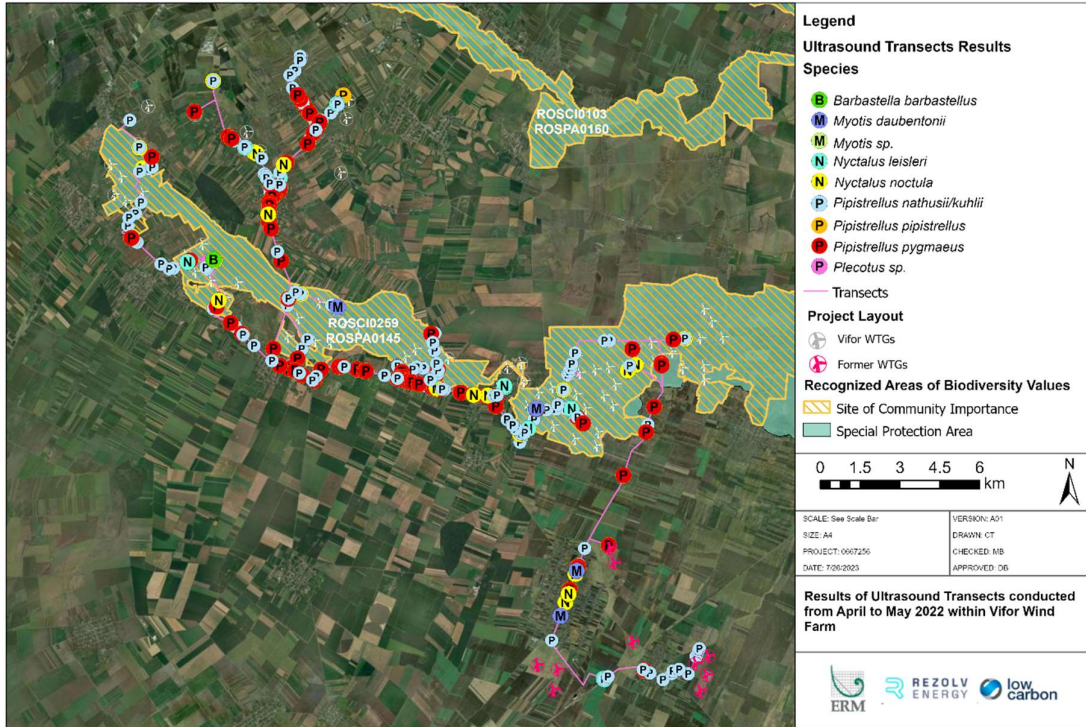 ROSCI0103
ROSPA0160
ROSCI0259
ROSPA0145
Legend
Ultrasound Transects Results
Species
B Barbastella barbastellus
M Myotis daubentonii
M Myotis sp.
N Nyctalus leisleri
N Nyctalus noctula
P Pipistrellus nathusii/kuhlii
P Pipistrellus pipistrellus
P Pipistrellus pygmaeus
P Plecotus sp.
Transects
Project Layout
Vifor WTGs
Former WTGs
Recognized Areas of Biodiversity Values
Site of Community Importance
Special Protection Area
0 1.5 3 4.5 6
km
N
SCALE: See Scale Bar
VERSION: A01
SIZE: A4
DRAWN: CT
PROJECT: 0667256
CHECKED: MB
DATE: 7/26/2023
APPROVED: DB
Results of Ultrasound Transects conducted
from April to May 2022 within Vifor Wind
Farm
ERM
REZOLV
ENERGY
low
carbon